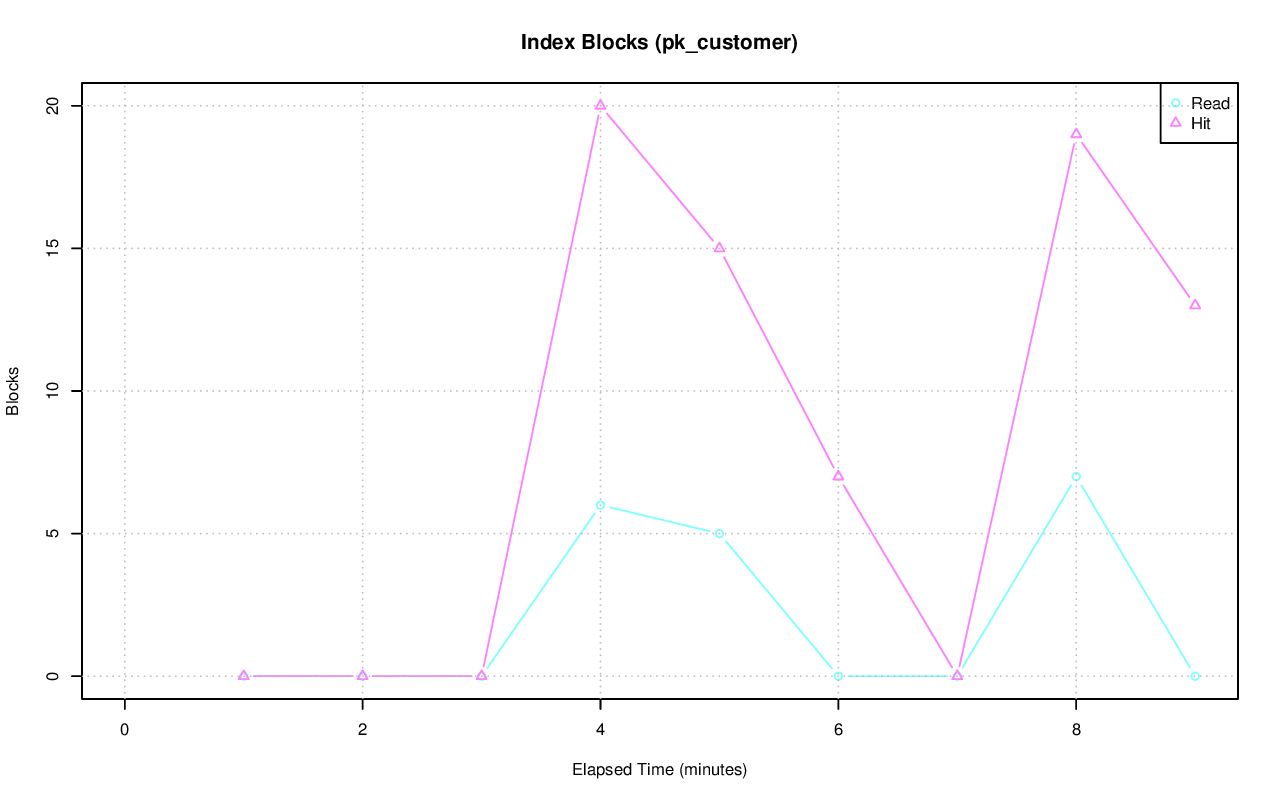 Index Blocks (pk_customer)
Read
Hit
20
15
10
5
0
Blocks
0 2 4 6 8
Elapsed Time (minutes)